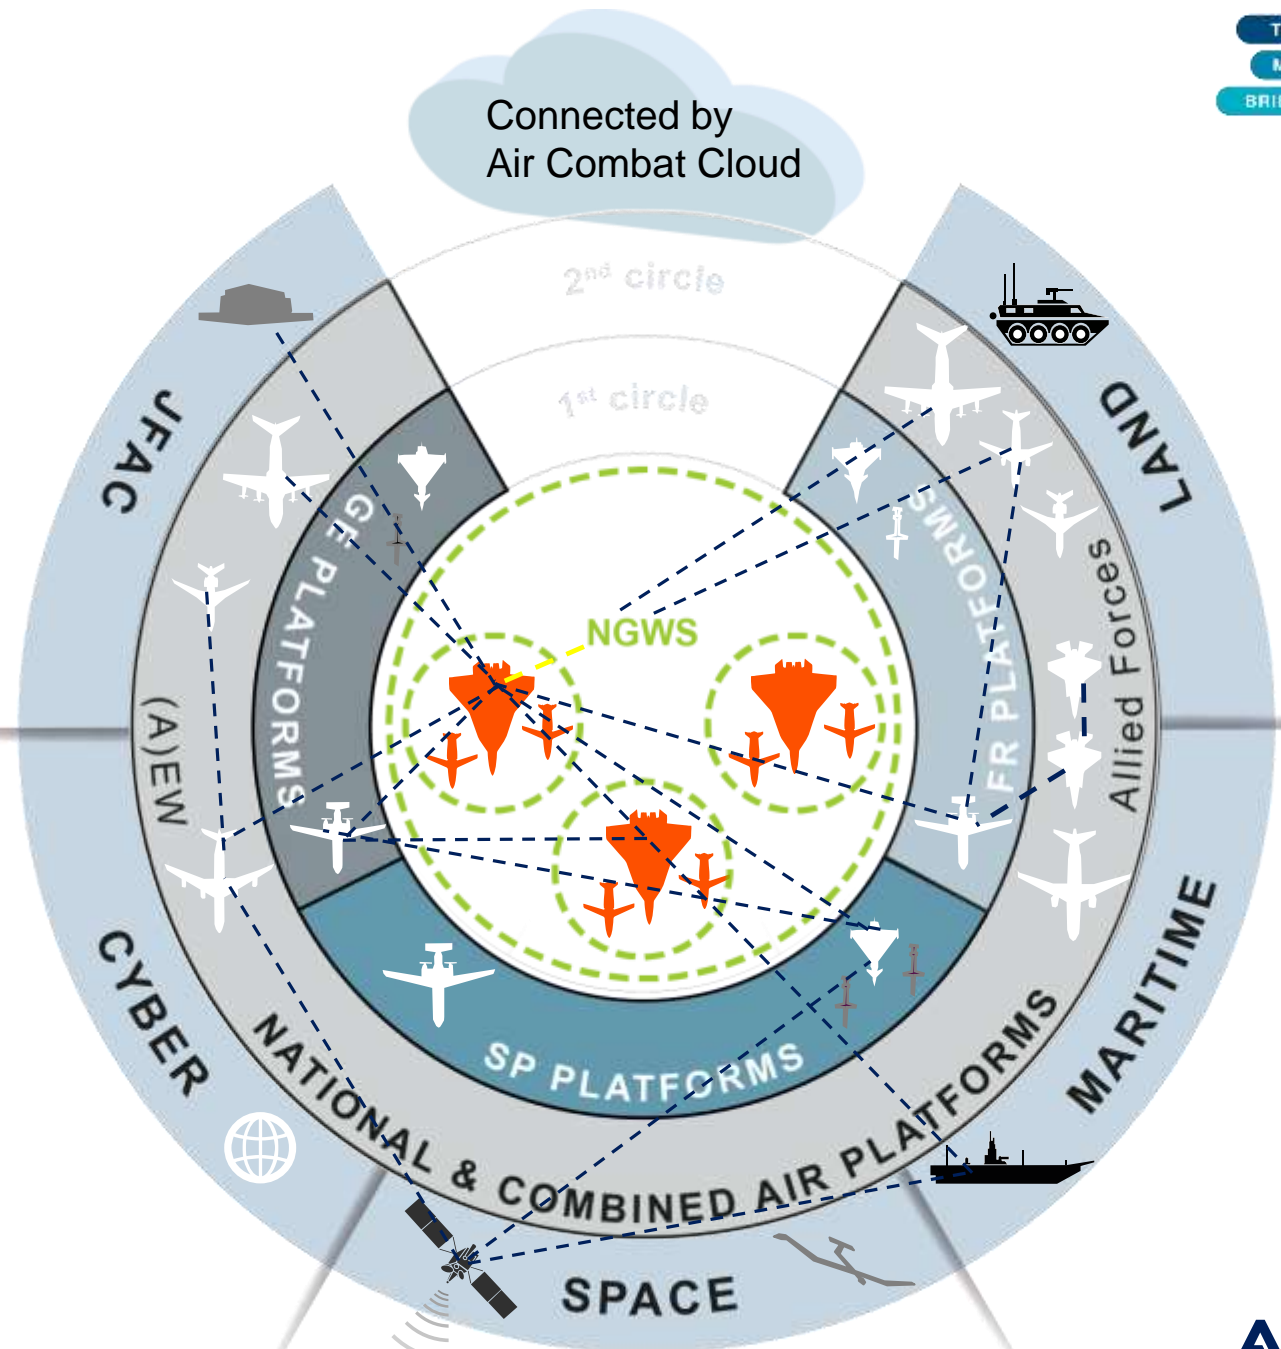 Connected by
Air Combat Cloud
2nd circle
1st circle
JFAC
LAND
GE PLATFORMS
FR PLATFORMS
Allied Forces
NGWS
(A)EW
CYBER
MARITIME
SP PLATFORMS
NATIONAL & COMBINED AIR PLATFORMS
SPACE